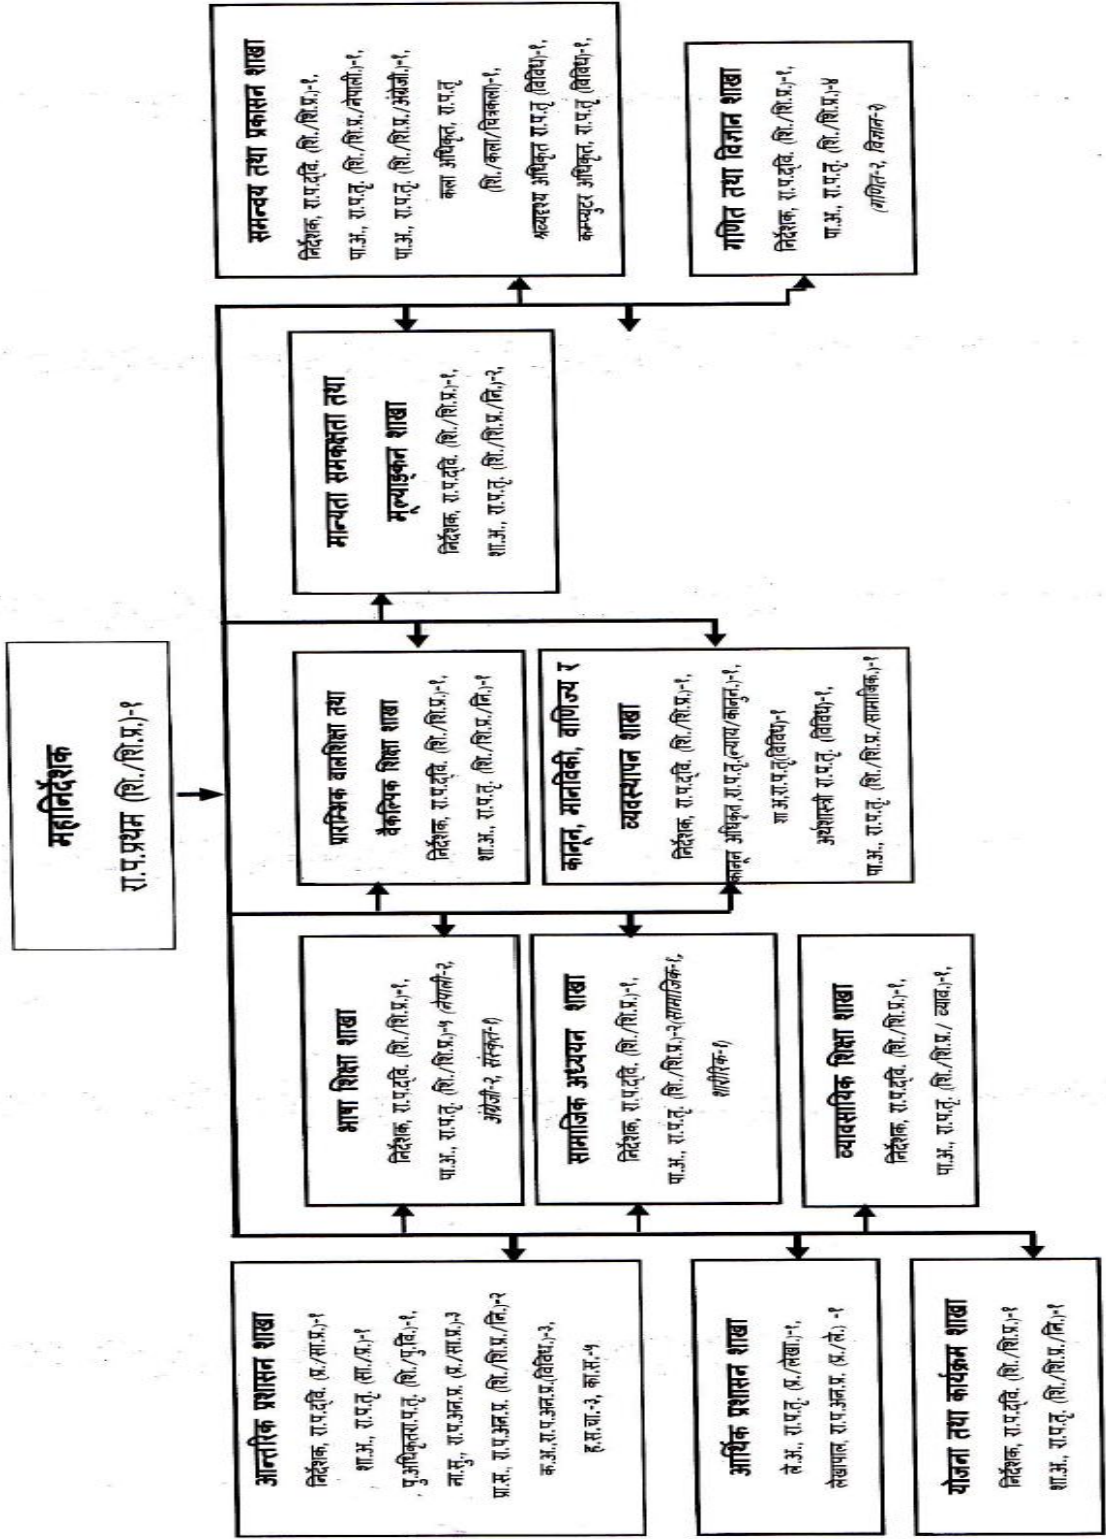 महानिर्देशक
रा.प.प्रथम (शि./शि.प्र.)-१
आन्तरिक प्रशासन शाखा
निर्देशक, रा.प.द्वि. (प्र./सा.प्र.)-१
शा.अ., रा.प.तृ (सा./प्र.)-१
पु.अधिकृतरा.प.तृ. (शि./पु.वि.)-१,
ना.सु., रा.प.अन.प्र. (प्र./सा.प्र.)-३
प्रा.स., रा.प.अन.प्र. (शि./शि.प्र./नि.)-२
क.अ.,रा.प.अन.प्र.(विविध.)-३,
ह.स.चा.-३, का.स.-५
आर्थिक प्रशासन शाखा
ले.अ., रा.प.तृ. (प्र./लेखा.)-१,
लेखापाल, रा.प.अन.प्र. (प्र./ले.) -१
योजना तथा कार्यक्रम शाखा
निर्देशक, रा.प.द्वि. (शि./शि.प्र.)-१
शा.अ., रा.प.तृ. (शि./शि.प्र./नि.)-१
भाषा शिक्षा शाखा
निर्देशक, रा.प.द्वि. (शि./शि.प्र.)-१,
पा.अ., रा.प.तृ. (शि./शि.प्र.)-५ (नेपाली-२,
अंग्रेजी-२, संस्कृत-१)
सामाजिक अध्ययन शाखा
निर्देशक, रा.प.द्वि. (शि./शि.प्र.)-१,
पा.अ., रा.प.तृ. (शि./शि.प्र.)-२(सामाजिक-१,
शारीरिक-१)
व्यावसायिक शिक्षा शाखा
निर्देशक, रा.प.द्वि. (शि./शि.प्र.)-१,
पा.अ., रा.प.तृ. (शि./शि.प्र./ व्याव.)-१,
प्रारम्भिक बालशिक्षा तथा
वैकल्पिक शिक्षा शाखा
निर्देशक, रा.प.द्वि. (शि./शि.प्र.)-१,
शा.अ., रा.प.तृ. (शि./शि.प्र./नि.)-१
कानून, मानविकी, वाणिज्य र
व्यवस्थापन शाखा
निर्देशक, रा.प.द्वि. (शि./शि.प्र.)-१,
कानून अधिकृत ,रा.प.तृ.(न्याय/कानुन.)-१,
शा.अ,रा.प.तृ(विविध)-१
अर्थशास्त्री रा.प.तृ. (विविध)-१,
पा.अ., रा.प.तृ. (शि./शि.प्र./सामाजिक.)-१
मान्यता समकक्षता तथा
मूल्याङ्कन शाखा
निर्देशक, रा.प.द्वि. (शि./शि.प्र.)-१,
शा.अ., रा.प.तृ. (शि./शि.प्र./नि.)-२,
समन्वय तथा प्रकासन शाखा
निर्देशक, रा.प.द्वि. (शि./शि.प्र.)-१,
पा.अ., रा.प.तृ. (शि./शि.प्र./नेपाली.)-१,
पा.अ., रा.प.तृ. (शि./शि.प्र./अंग्रेजी.)-१,
कला अधिकृत, रा.प.तृ
(शि./कला/चित्रकला)-१,
श्रव्यदृश्य अधिकृत रा.प.तृ (विविध)-१,
कम्प्युटर अधिकृत, रा.प.तृ (विविध)-१,
गणित तथा विज्ञान शाखा
निर्देशक, रा.प.द्वि. (शि./शि.प्र.)-१,
पा.अ., रा.प.तृ. (शि./शि.प्र.)-४
(गणित-२, विज्ञान-२)